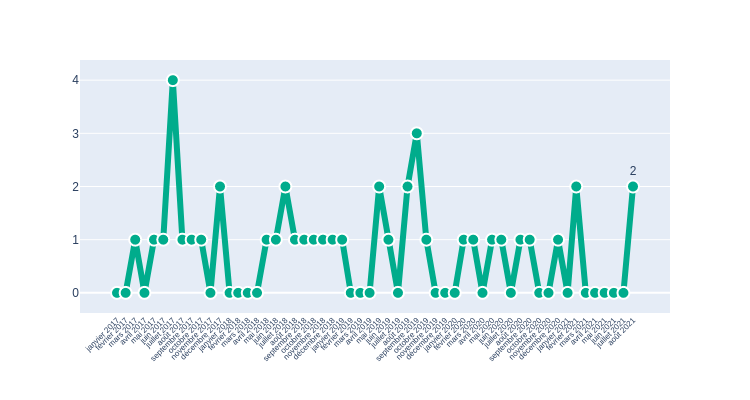 4
3
2
1
0
2
janvier 2017
février 2017
mars 2017
avril 2017
mai 2017
juin 2017
juillet 2017
août 2017
septembre 2017
octobre 2017
novembre 2017
décembre 2017
janvier 2018
février 2018
mars 2018
avril 2018
mai 2018
juin 2018
juillet 2018
août 2018
septembre 2018
octobre 2018
novembre 2018
décembre 2018
janvier 2019
février 2019
mars 2019
avril 2019
mai 2019
juin 2019
juillet 2019
août 2019
septembre 2019
octobre 2019
novembre 2019
décembre 2019
janvier 2020
février 2020
mars 2020
avril 2020
mai 2020
juin 2020
juillet 2020
août 2020
septembre 2020
octobre 2020
novembre 2020
décembre 2020
janvier 2021
février 2021
mars 2021
avril 2021
mai 2021
juin 2021
juillet 2021
août 2021